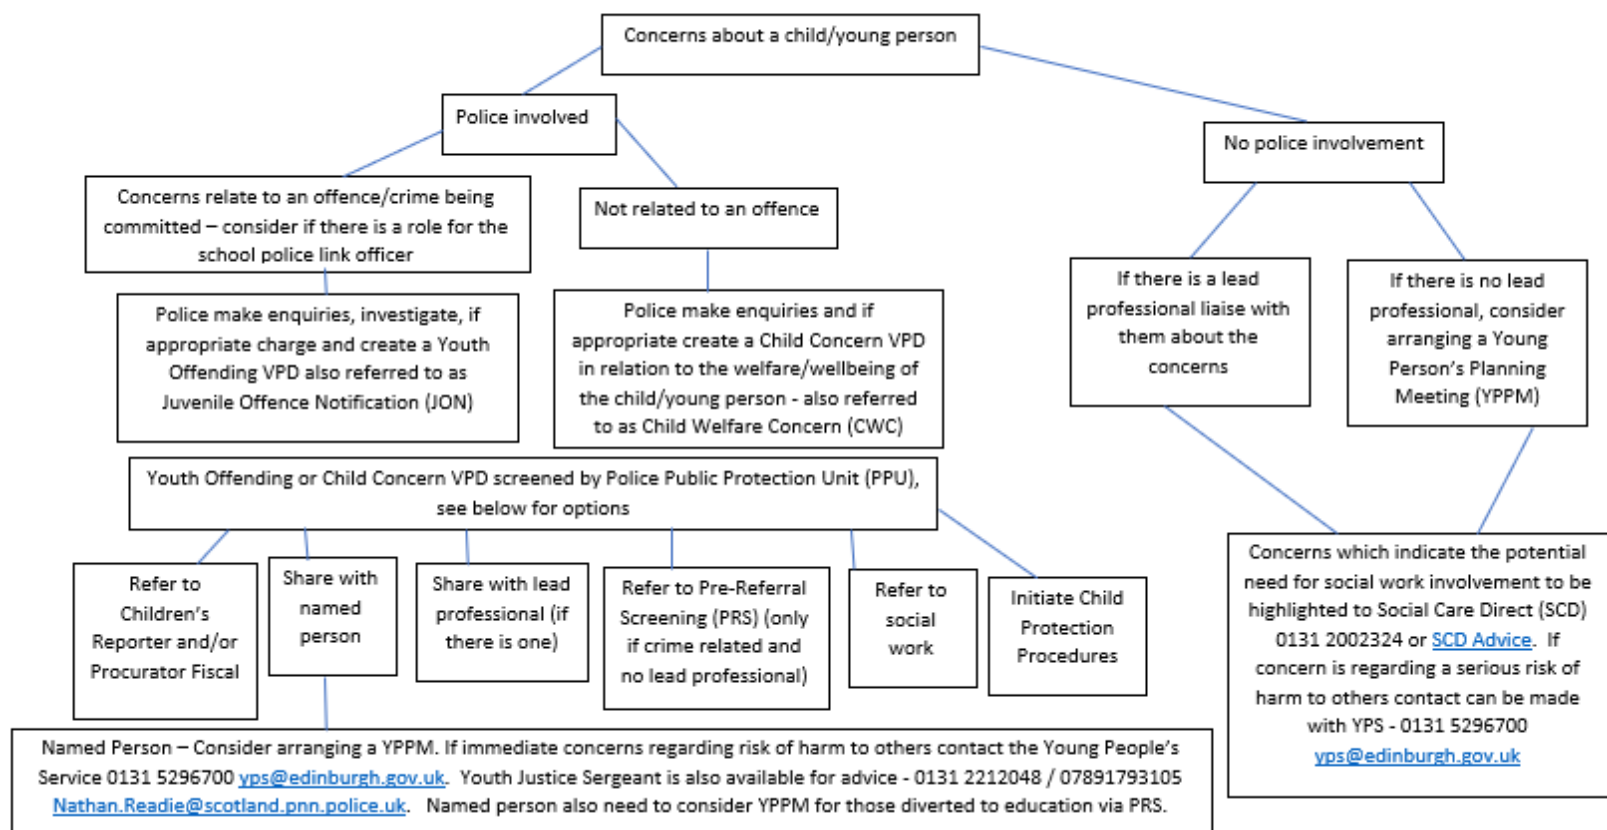 Concerns about a child/young person
Police involved
No police involvement
Concerns relate to an offence/crime being
committed – consider if there is a role for the
school police link officer
Not related to an offence
If there is a lead
professional liaise with
them about the
concerns
If there is no lead
professional, consider
arranging a Young
Person's Planning
Meeting (YPPM)
Police make enquiries, investigate, if
appropriate charge and create a Youth
Offending VPD also referred to as
Juvenile Offence Notification (JON)
Police make enquiries and if
appropriate create a Child Concern VPD
in relation to the welfare/wellbeing of
the child/young person - also referred
to as Child Welfare Concern (CWC)
Youth Offending or Child Concern VPD screened by Police Public Protection Unit (PPU),
see below for options
Refer to
Children's
Reporter and/or
Procurator Fiscal
Share with
named
person
Share with lead
professional (if
there is one)
Refer to Pre-Referral
Screening (PRS) (only
if crime related and
no lead professional)
Refer to
social
work
Initiate Child
Protection
Procedures
Concerns which indicate the potential
need for social work involvement to be
highlighted to Social Care Direct (SCD)
0131 2002324 or SCD Advice. If
concern is regarding a serious risk of
harm to others contact can be made
with YPS - 0131 5296700
yps@edinburgh.gov.uk
Named Person – Consider arranging a YPPM. If immediate concerns regarding risk of harm to others contact the Young People's
Service 0131 5296700 yps@edinburgh.gov.uk. Youth Justice Sergeant is also available for advice - 0131 2212048 / 07891793105
Nathan.Readie@scotland.pnn.police.uk. Named person also need to consider YPPM for those diverted to education via PRS.